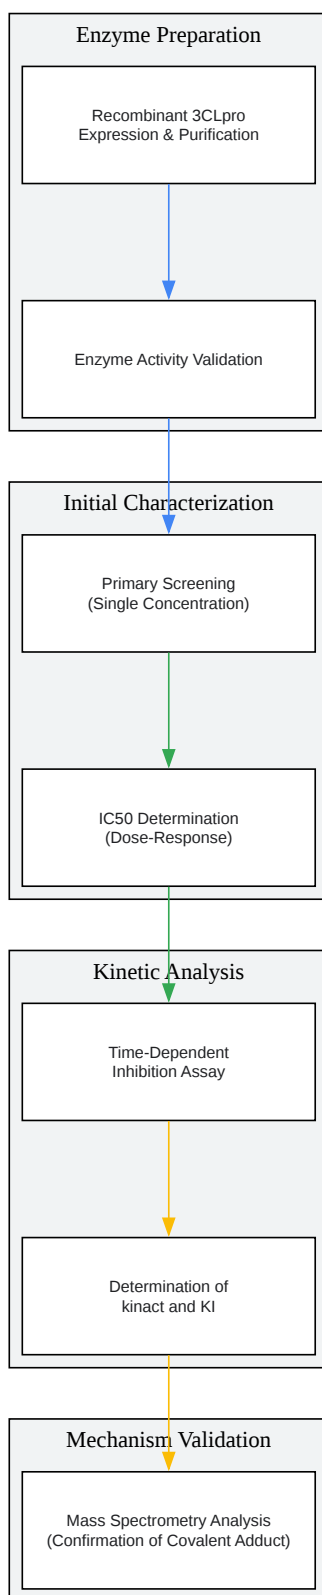 Enzyme Preparation
Recombinant 3CLpro
Expression & Purification
Enzyme Activity Validation
Initial Characterization
Primary Screening
(Single Concentration)
IC50 Determination
(Dose-Response)
Kinetic Analysis
Time-Dependent
Inhibition Assay
Determination of
kinact and KI
Mechanism Validation
Mass Spectrometry Analysis
(Confirmation of Covalent Adduct)